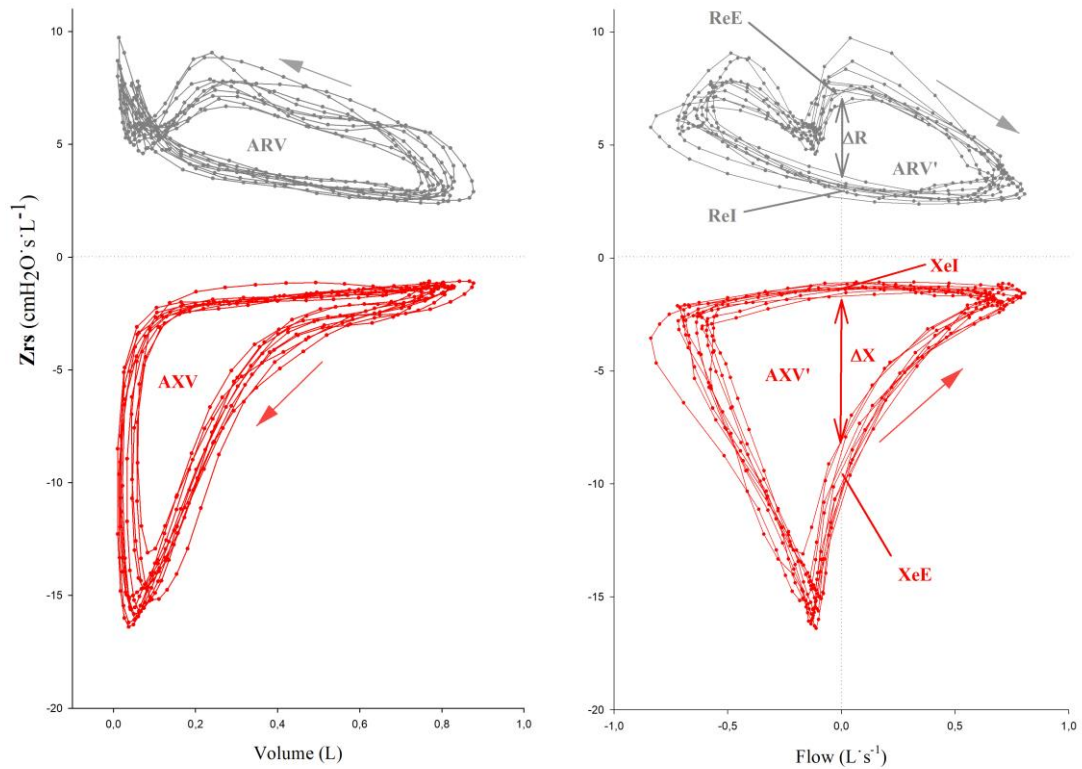 Zrs (cmH2O·s·L-1)
10
5
0
-5
-10
-15
-20
ARV
AXV
0,0 0,2 0,4 0,6 0,8 1,0
Volume (L)
10
5
0
-5
-10
-15
-20
ReE
ΔR
ARV'
ReI
XeI
ΔX
AXV'
XeE
-1,0 -0,5 0,0 0,5 1,0
Flow (L·s-1)